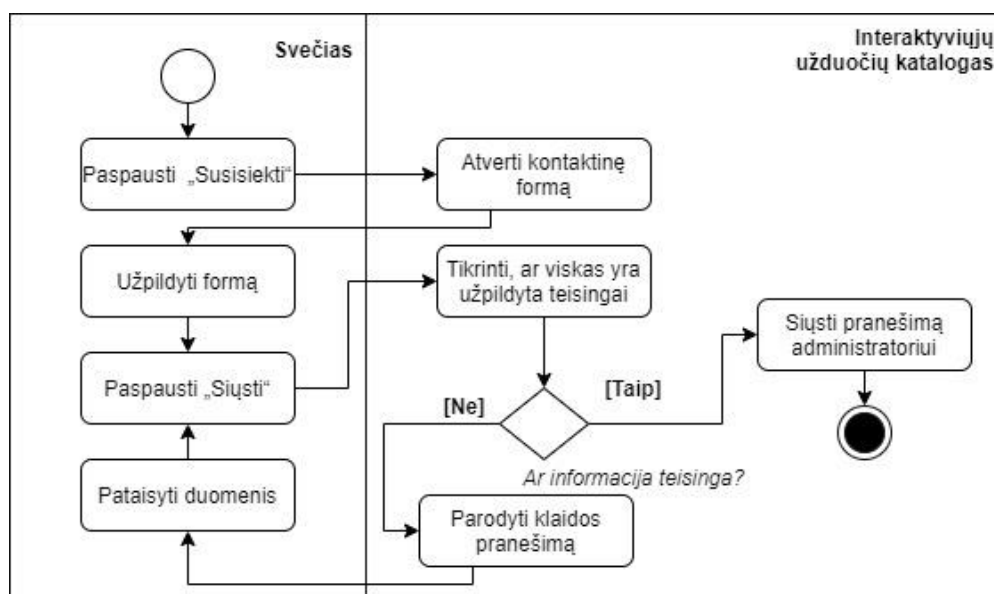 Svečias
Interaktyviųjų
užduočių katalogas
Paspausti „Susisiekti“
Atverti kontaktinę
formą
Užpildyti formą
Tikrinti, ar viskas yra
užpildyta teisingai
Siųsti pranešimą
administratoriui
Paspausti „Siųsti“
[Ne]
[Taip]
Ar informacija teisinga?
Pataisyti duomenis
Parodyti klaidos
pranešimą